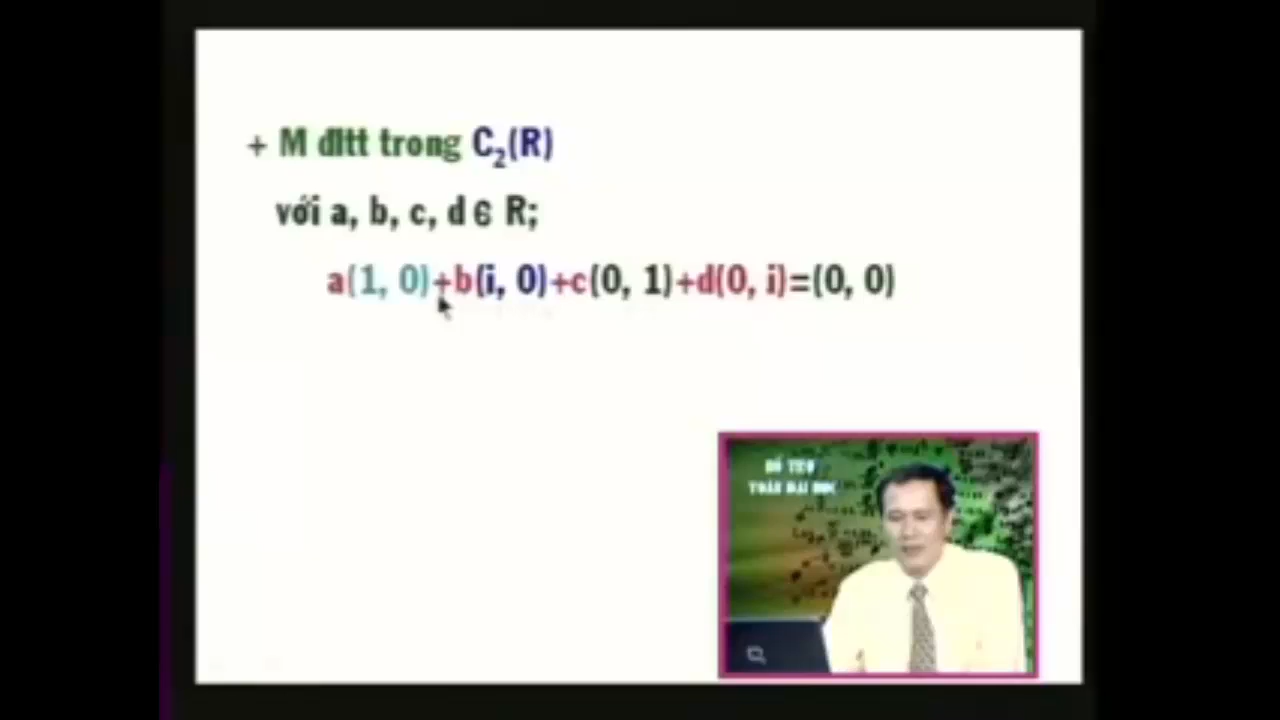 + M đltt trong C₂(R)
với a, b, c, d ∈ R;
a(1, 0)+b(i, 0)+c(0, 1)+d(0, i)=(0, 0)